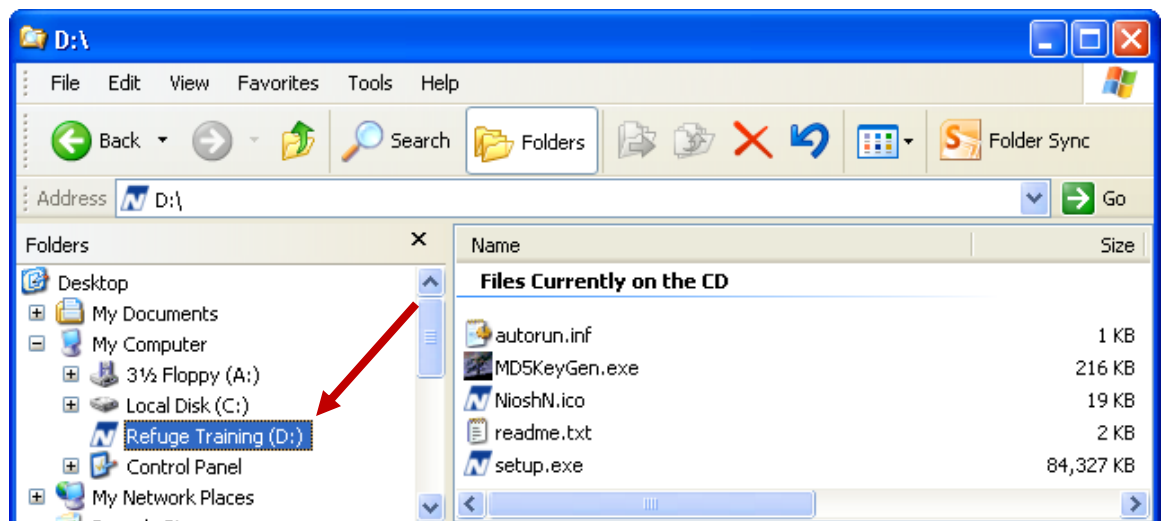 D:\
File Edit View Favorites Tools Help
Back Search Folders Folder Sync
Address D:\ Go
Folders Name Size
Desktop Files Currently on the CD
My Documents
My Computer autorun.inf 1 KB
3½ Floppy (A:) MD5KeyGen.exe 216 KB
Local Disk (C:) NioshN.ico 19 KB
Refuge Training (D:) readme.txt 2 KB
Control Panel setup.exe 84,327 KB
My Network Places